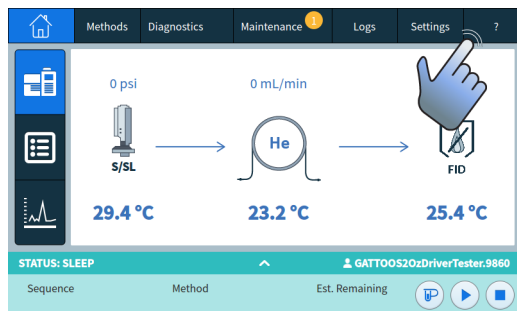 Methods Diagnostics Maintenance 1 Logs Settings ?
0 psi 0 mL/min
He
S/SL FID
29.4 °C 23.2 °C 25.4 °C
STATUS: SLEEP GATTOOS2OzDriverTester.9860
Sequence Method Est. Remaining